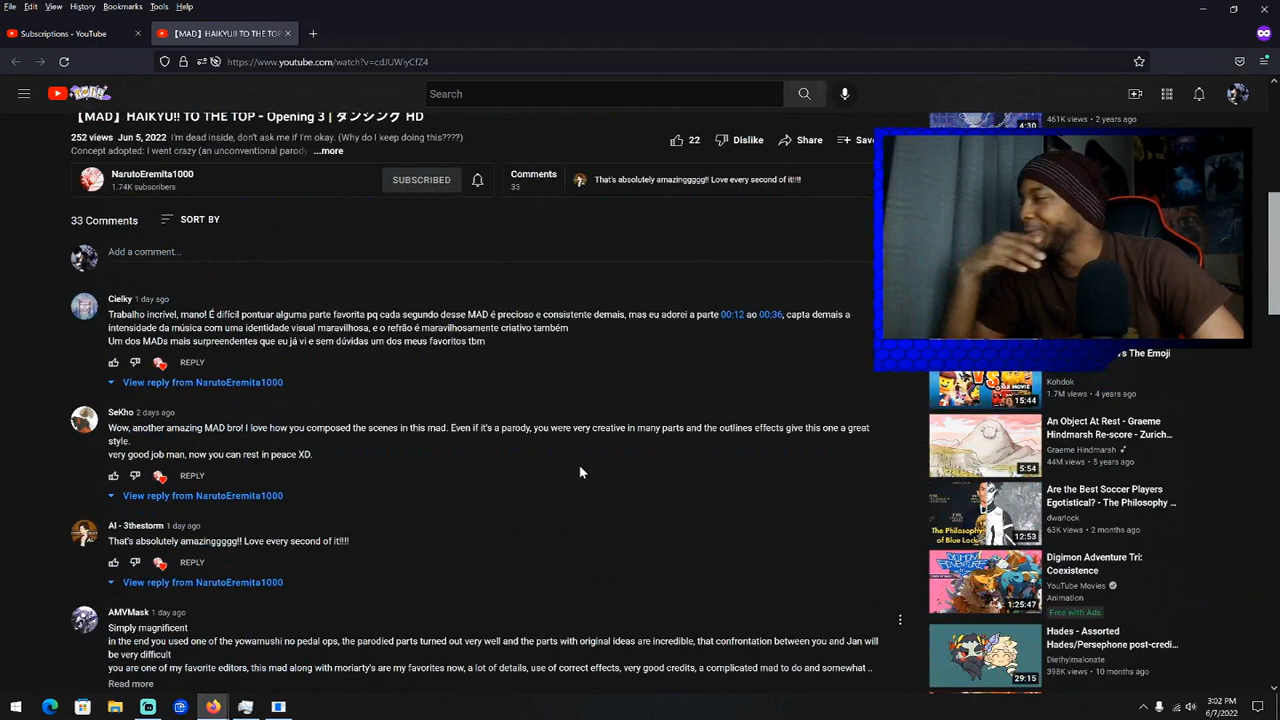 File Edit View History Bookmarks Tools Help
Subscriptions - YouTube
【MAD】HAIKYU!! TO THE TOP
https://www.youtube.com/watch?v=cdJUWiyCfZ4
Search
【MAD】HAIKYU!! TO THE TOP - Opening 3 | ダンシング HD
252 views Jun 5, 2022 I'm dead inside, don't ask me if I'm okay. (Why do I keep doing this????)
Concept adopted: I went crazy (an unconventional parody ...more
22 Dislike Share Save
NarutoEremita1000
1.74K subscribers
SUBSCRIBED
Comments
33
That's absolutely amazingggg!! Love every second of it!!!!
33 Comments SORT BY
Add a comment...
Cielky 1 day ago
Trabalho incrível, mano! É difícil pontuar alguma parte favorita pq cada segundo desse MAD é precioso e consistente demais, mas eu adorei a parte 00:12 ao 00:36, capta demais a
intensidade da música com uma identidade visual maravilhosa, e o refrão é maravilhosamente criativo também
Um dos MADs mais surpreendentes que eu já vi e sem dúvidas um dos meus favoritos tbm
REPLY
View reply from NarutoEremita1000
SeKho 2 days ago
Wow, another amazing MAD bro! I love how you composed the scenes in this mad. Even if it's a parody, you were very creative in many parts and the outlines effects give this one a great
style.
very good job man, now you can rest in peace XD.
REPLY
View reply from NarutoEremita1000
Al - 3thestorm 1 day ago
That's absolutely amazingggg!! Love every second of it!!!!
REPLY
View reply from NarutoEremita1000
AMVMask 1 day ago
Simply magnificent
in the end you used one of the yowamushi no pedal ops, the parodied parts turned out very well and the parts with original ideas are incredible, that confrontation between you and Jan will
be very difficult
you are one of my favorite editors, this mad along with moriarty's are my favorites now, a lot of details, use of correct effects, very good credits, a complicated mad to do and somewhat ..
Read more
4:30
461K views • 2 years ago
Vs The Emoji
Kohdok
1.7M views • 4 years ago
15:44
An Object At Rest - Graeme
Hindmarsh Re-score - Zurich...
Graeme Hindmarsh
44M views • 5 years ago
5:54
Are the Best Soccer Players
Egotistical? - The Philosophy ...
dwarlock
63K views • 2 months ago
The Philosophy
of Blue Lock
12:53
Digimon Adventure Tri:
Coexistence
YouTube Movies
Animation
Free with Ads
1:25:47
Hades - Assorted
Hades/Persephone post-credi...
Diethylmalonate
398K views • 10 months ago
29:15
3:02 PM
6/7/2022